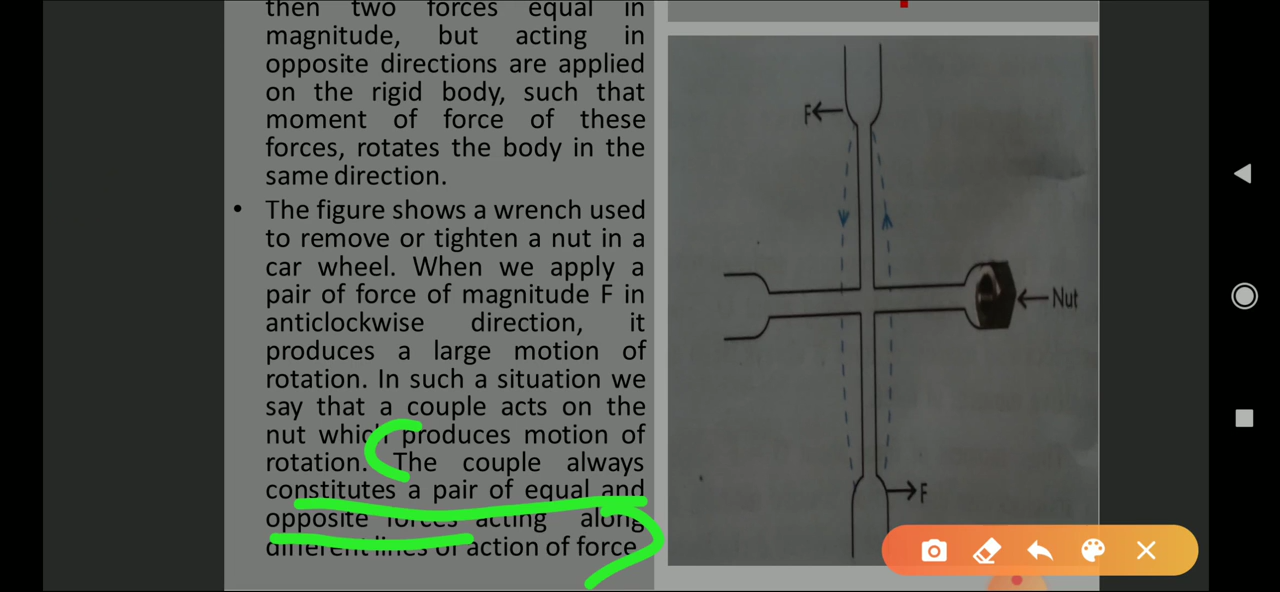 then two forces equal in
magnitude, but acting in
opposite directions are applied
on the rigid body, such that
moment of force of these
forces, rotates the body in the
same direction.
• The figure shows a wrench used
to remove or tighten a nut in a
car wheel. When we apply a
pair of force of magnitude F in
anticlockwise direction, it
produces a large motion of
rotation. In such a situation we
say that a couple acts on the
nut which produces motion of
rotation. The couple always
constitutes a pair of equal and
opposite forces acting along
different lines of action of force
F
Nut
F